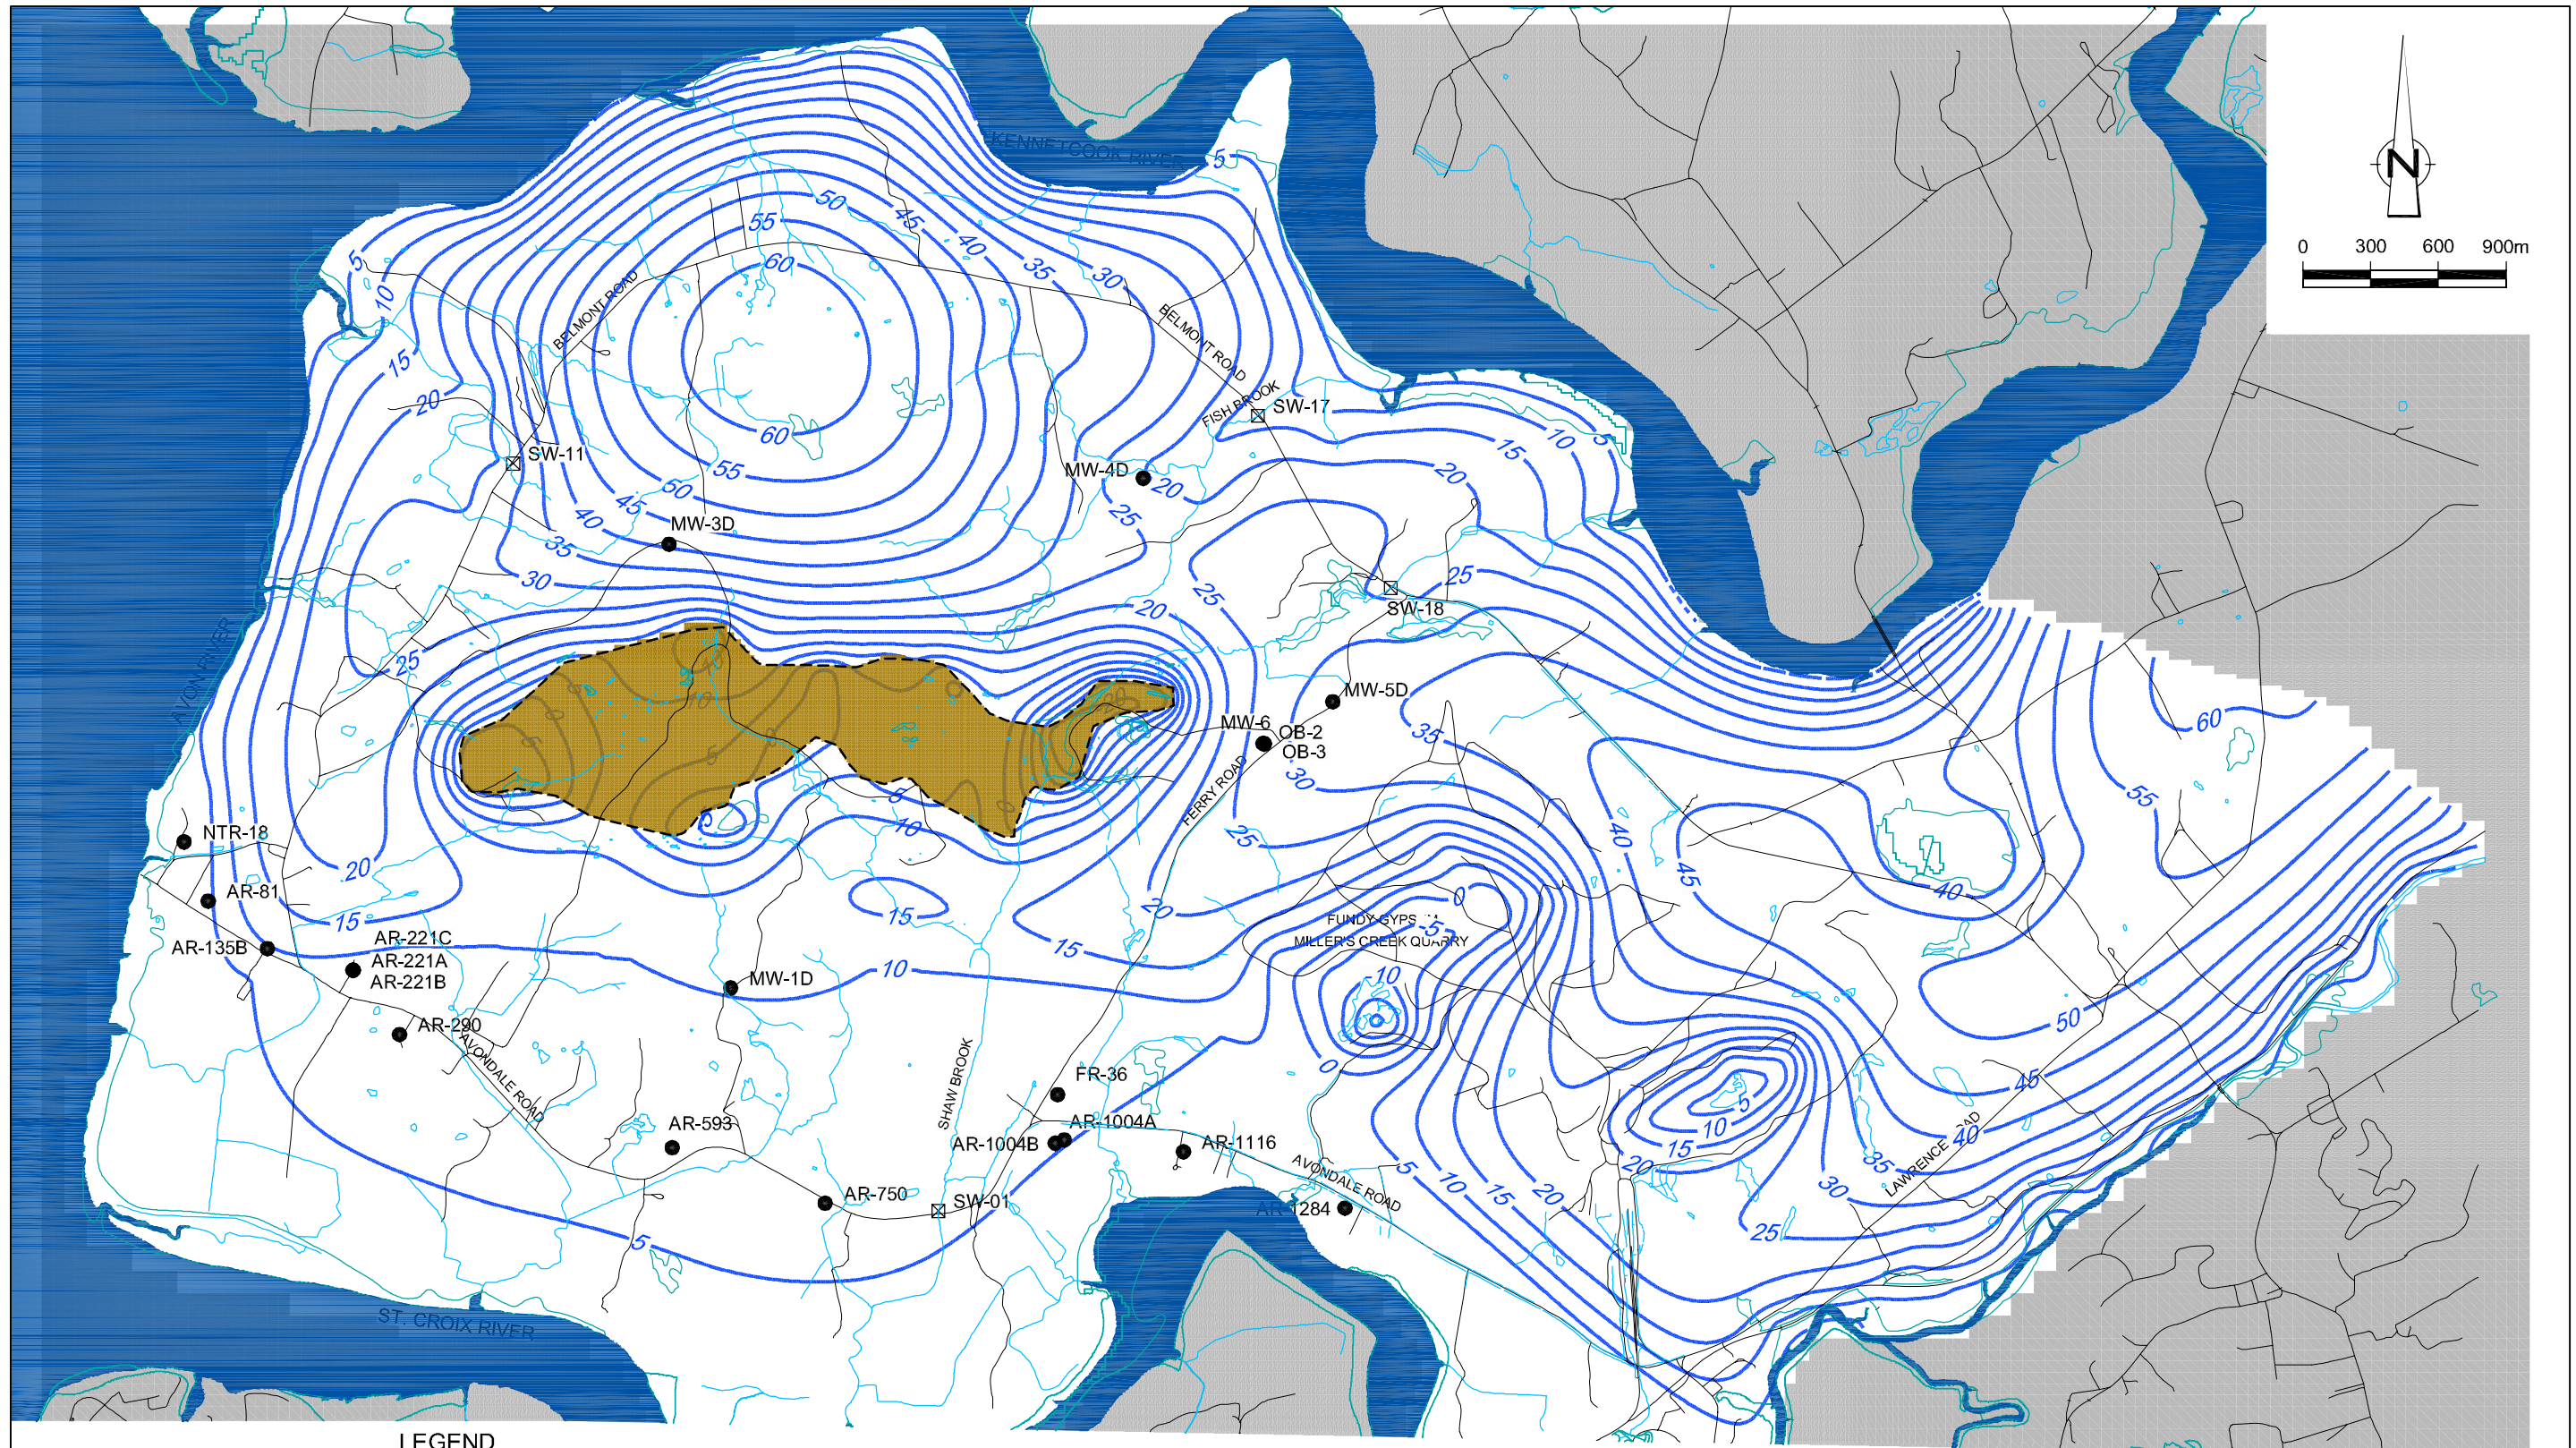 KENNETCOOK RIVER
N
0 300 600 900m
5
50
45
55
40
35
30
60
5
10
BELMONT ROAD
BELMONT ROAD
15
20
FISH BROOK
SW-17
60
SW-11
10
5
15
20
MW-4D
20
55
50
45
40
25
MW-3D
35
30
25
25
SW-18
20
AVON RIVER
25
MW-5D
60
MW-6
OB-2
OB-3
35
30
FERRY ROAD
55
5
10
5
25
40
NTR-18
20
45
40
AR-81
15
15
20
0
FUNDY GYPSUM
-5
MILLER'S CREEK QUARRY
AR-135B
AR-221C
AR-221A
AR-221B
15
10
MW-1D
-10
50
AR-290
AVONDALE ROAD
SHAW BROOK
FR-36
0
45
5
10
15
20
AR-593
AR-1004A
AR-1004B
AR-1116
40
35
30
LAWRENCE ROAD
AVONDALE ROAD
5
10
15
20
AR-750
SW-01
AR-1284
25
5
ST. CROIX RIVER
LEGEND